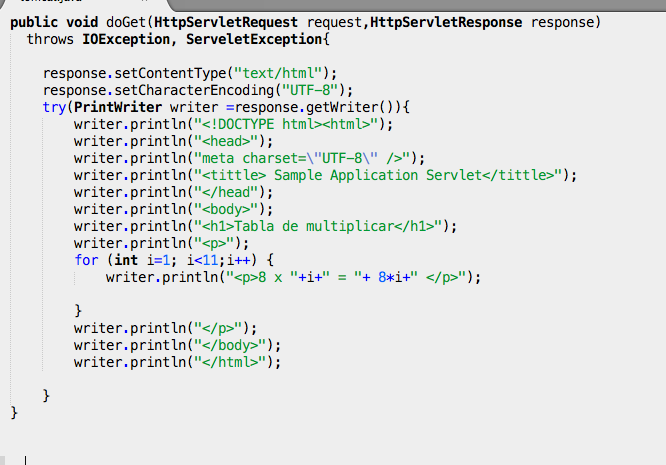 public void doGet(HttpServletRequest request,HttpServletResponse response)
throws IOException, ServeletException{
response.setContentType("text/html");
response.setCharacterEncoding("UTF-8");
try(PrintWriter writer =response.getWriter()){
writer.println("<!DOCTYPE html><html>");
writer.println("<head>");
writer.println("meta charset=\"UTF-8\" />");
writer.println("<tittle> Sample Application Servlet</tittle>");
writer.println("</head");
writer.println("<body>");
writer.println("<h1>Tabla de multiplicar</h1>");
writer.println("<p>");
for (int i=1; i<11;i++) {
writer.println("<p>8 x "+i+" = "+ 8*i+" </p>");
}
writer.println("</p>");
writer.println("</body>");
writer.println("</html>");
}
}